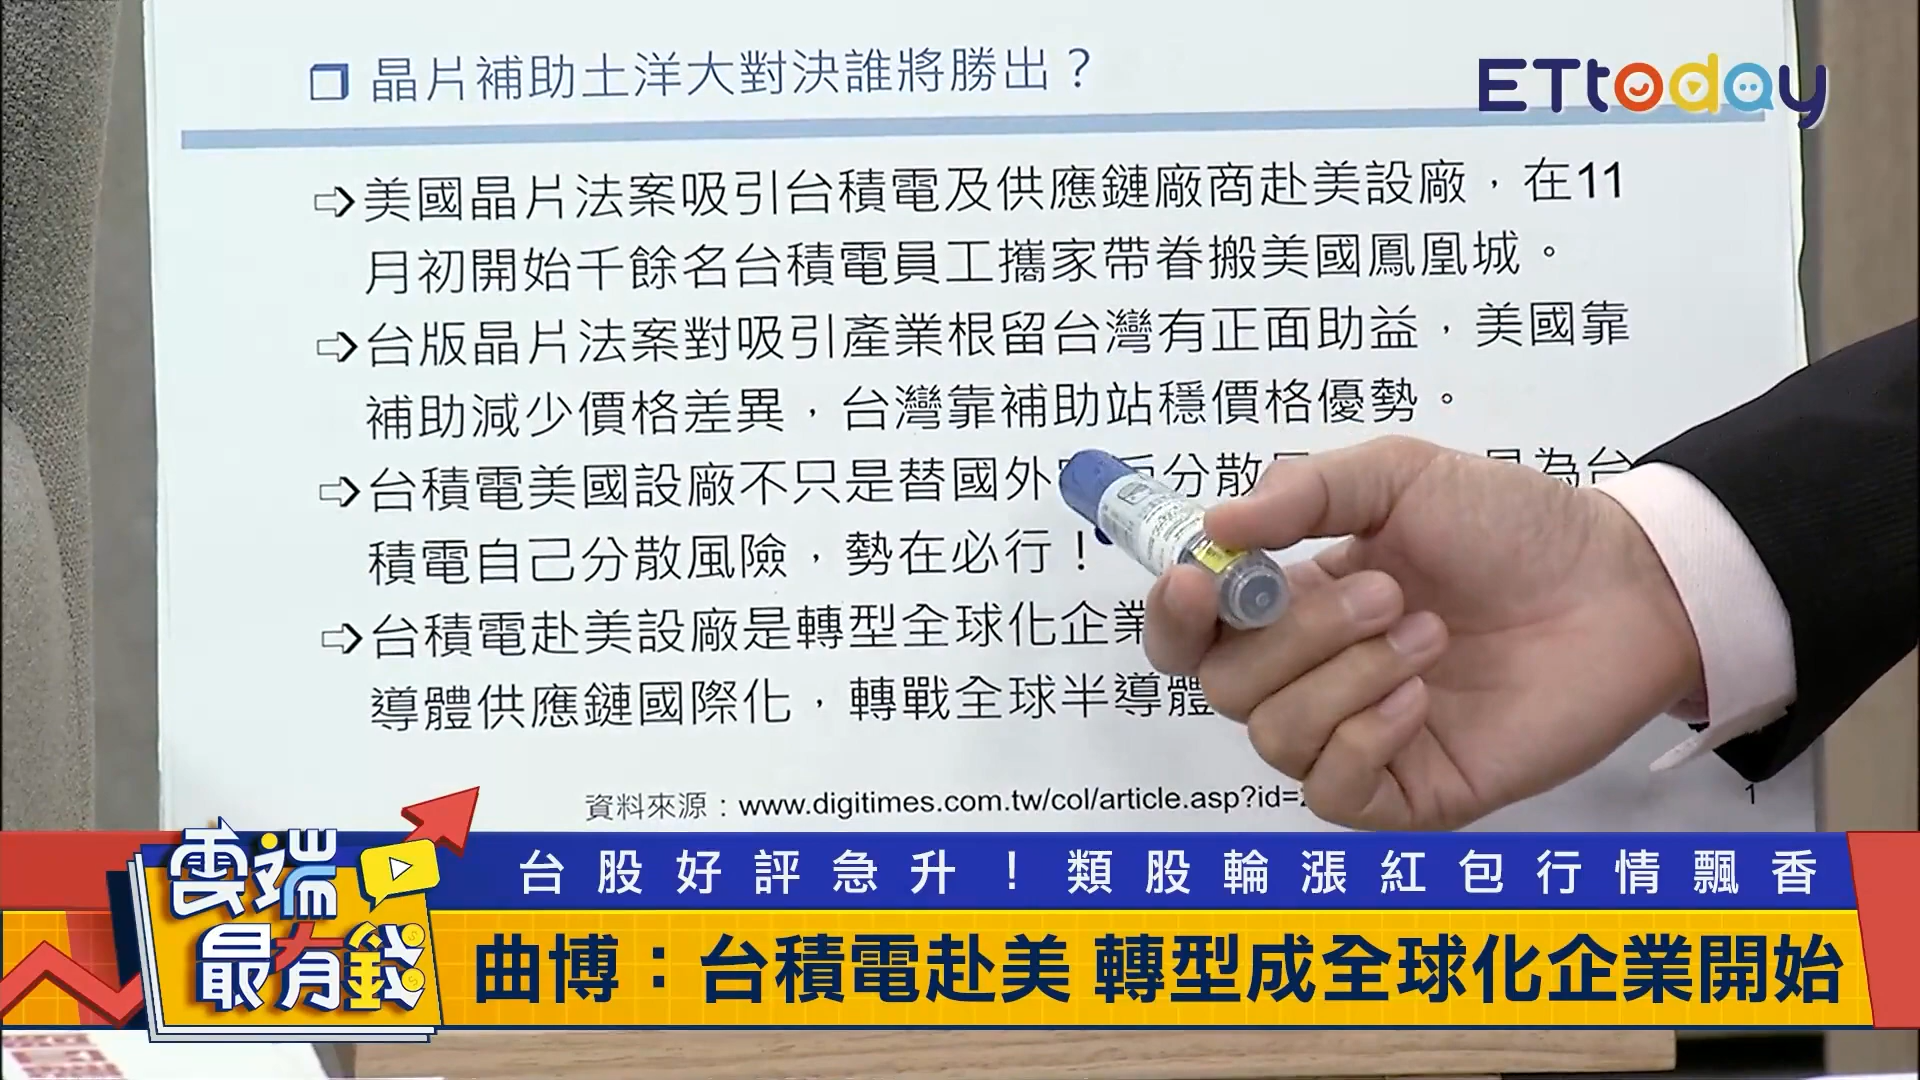 晶片補助土洋大對決誰將勝出？
ETtoday
美國晶片法案吸引台積電及供應鏈廠商赴美設廠，在11
月初開始千餘名台積電員工攜家帶眷搬美國鳳凰城。
台版晶片法案對吸引產業根留台灣有正面助益，美國靠
補助減少價格差異，台灣靠補助站穩價格優勢。
台積電美國設廠不只是替國外 戶分散 是為台
積電自己分散風險，勢在必行！
台積電赴美設廠是轉型全球化企業
導體供應鏈國際化，轉戰全球半導體
資料來源：www.digitimes.com.tw/col/article.asp?id=
1
台股好評急升！類股輪漲紅包行情飄香
雲端
最有錢
曲博：台積電赴美 轉型成全球化企業開始